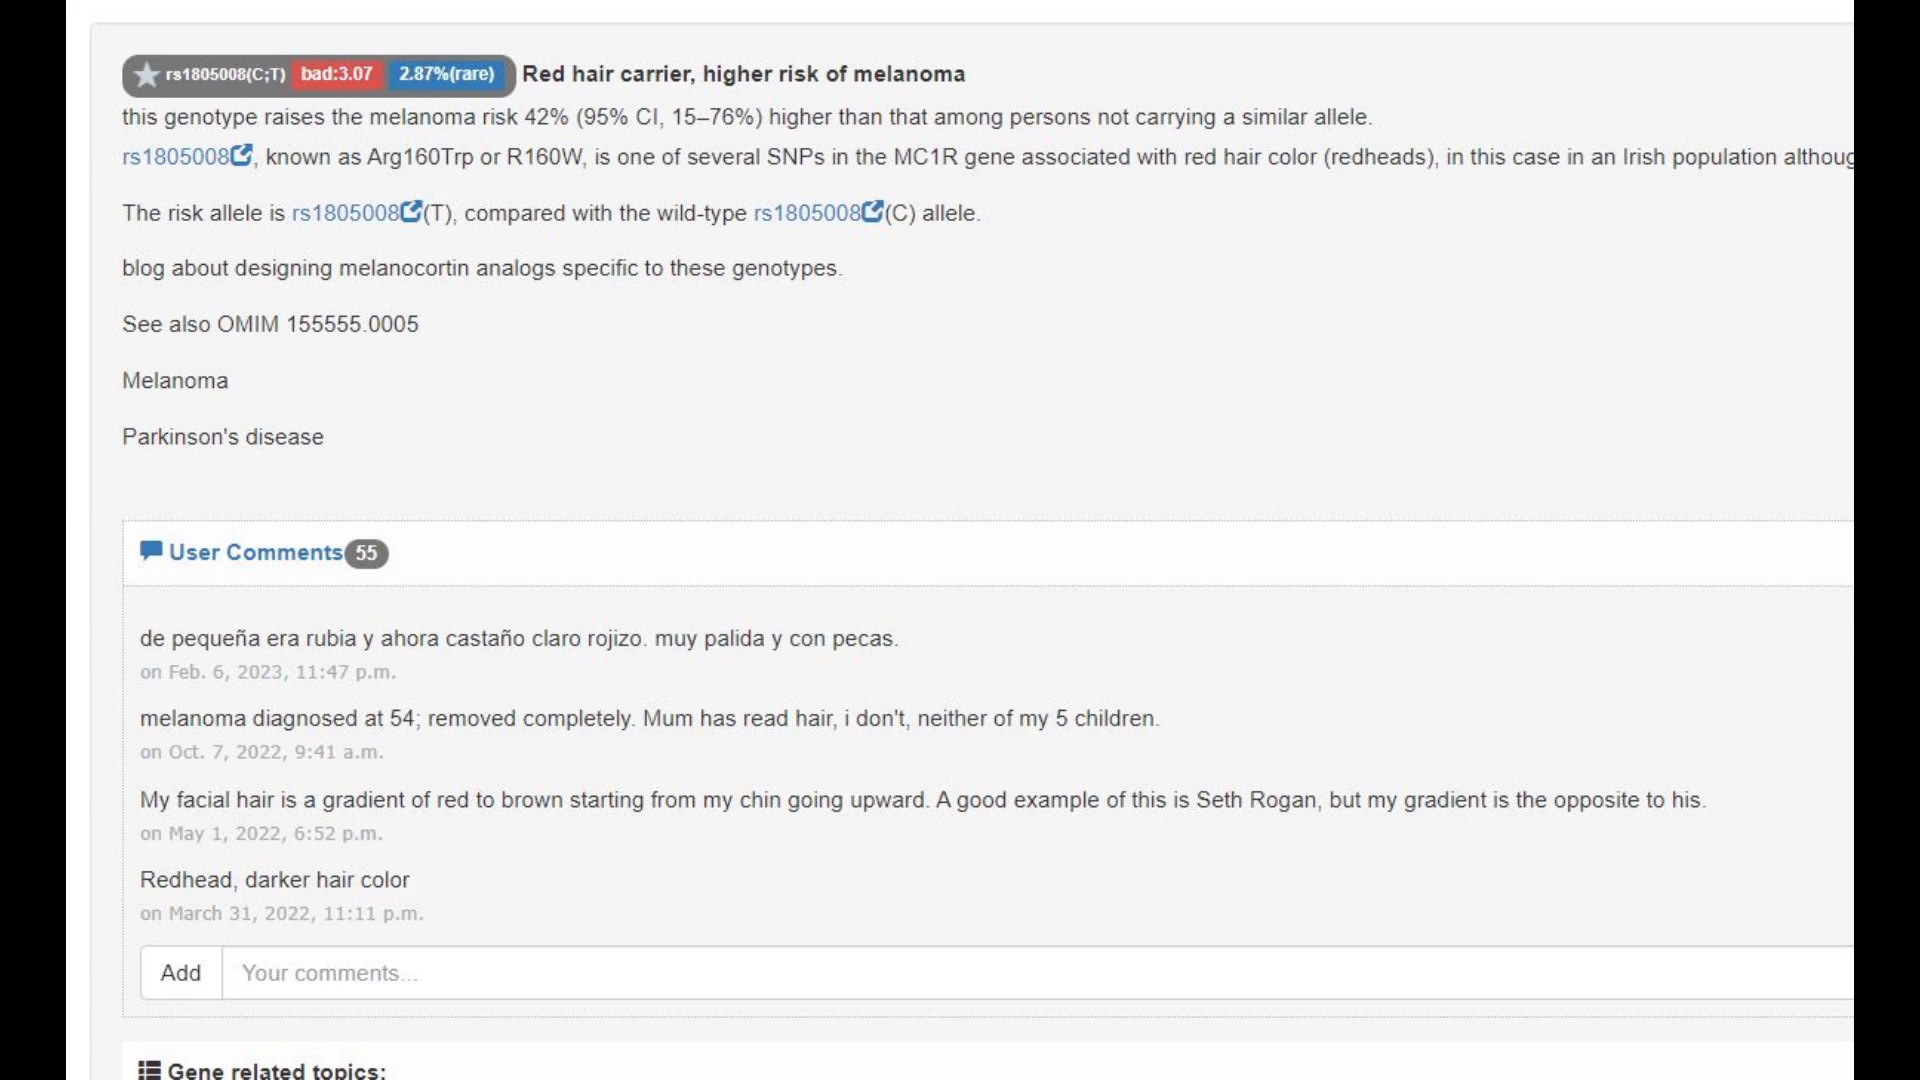 rs1805008(C;T) bad:3.07 2.87%(rare) Red hair carrier, higher risk of melanoma
this genotype raises the melanoma risk 42% (95% CI, 15–76%) higher than that among persons not carrying a similar allele.
rs1805008, known as Arg160Trp or R160W, is one of several SNPs in the MC1R gene associated with red hair color (redheads), in this case in an Irish population althoug
The risk allele is rs1805008(T), compared with the wild-type rs1805008(C) allele.
blog about designing melanocortin analogs specific to these genotypes.
See also OMIM 155555.0005
Melanoma
Parkinson's disease
User Comments 55
de pequeña era rubia y ahora castaño claro rojizo. muy palida y con pecas.
on Feb. 6, 2023, 11:47 p.m.
melanoma diagnosed at 54; removed completely. Mum has read hair, i don't, neither of my 5 children.
on Oct. 7, 2022, 9:41 a.m.
My facial hair is a gradient of red to brown starting from my chin going upward. A good example of this is Seth Rogan, but my gradient is the opposite to his.
on May 1, 2022, 6:52 p.m.
Redhead, darker hair color
on March 31, 2022, 11:11 p.m.
Add Your comments...
Gene related topics: